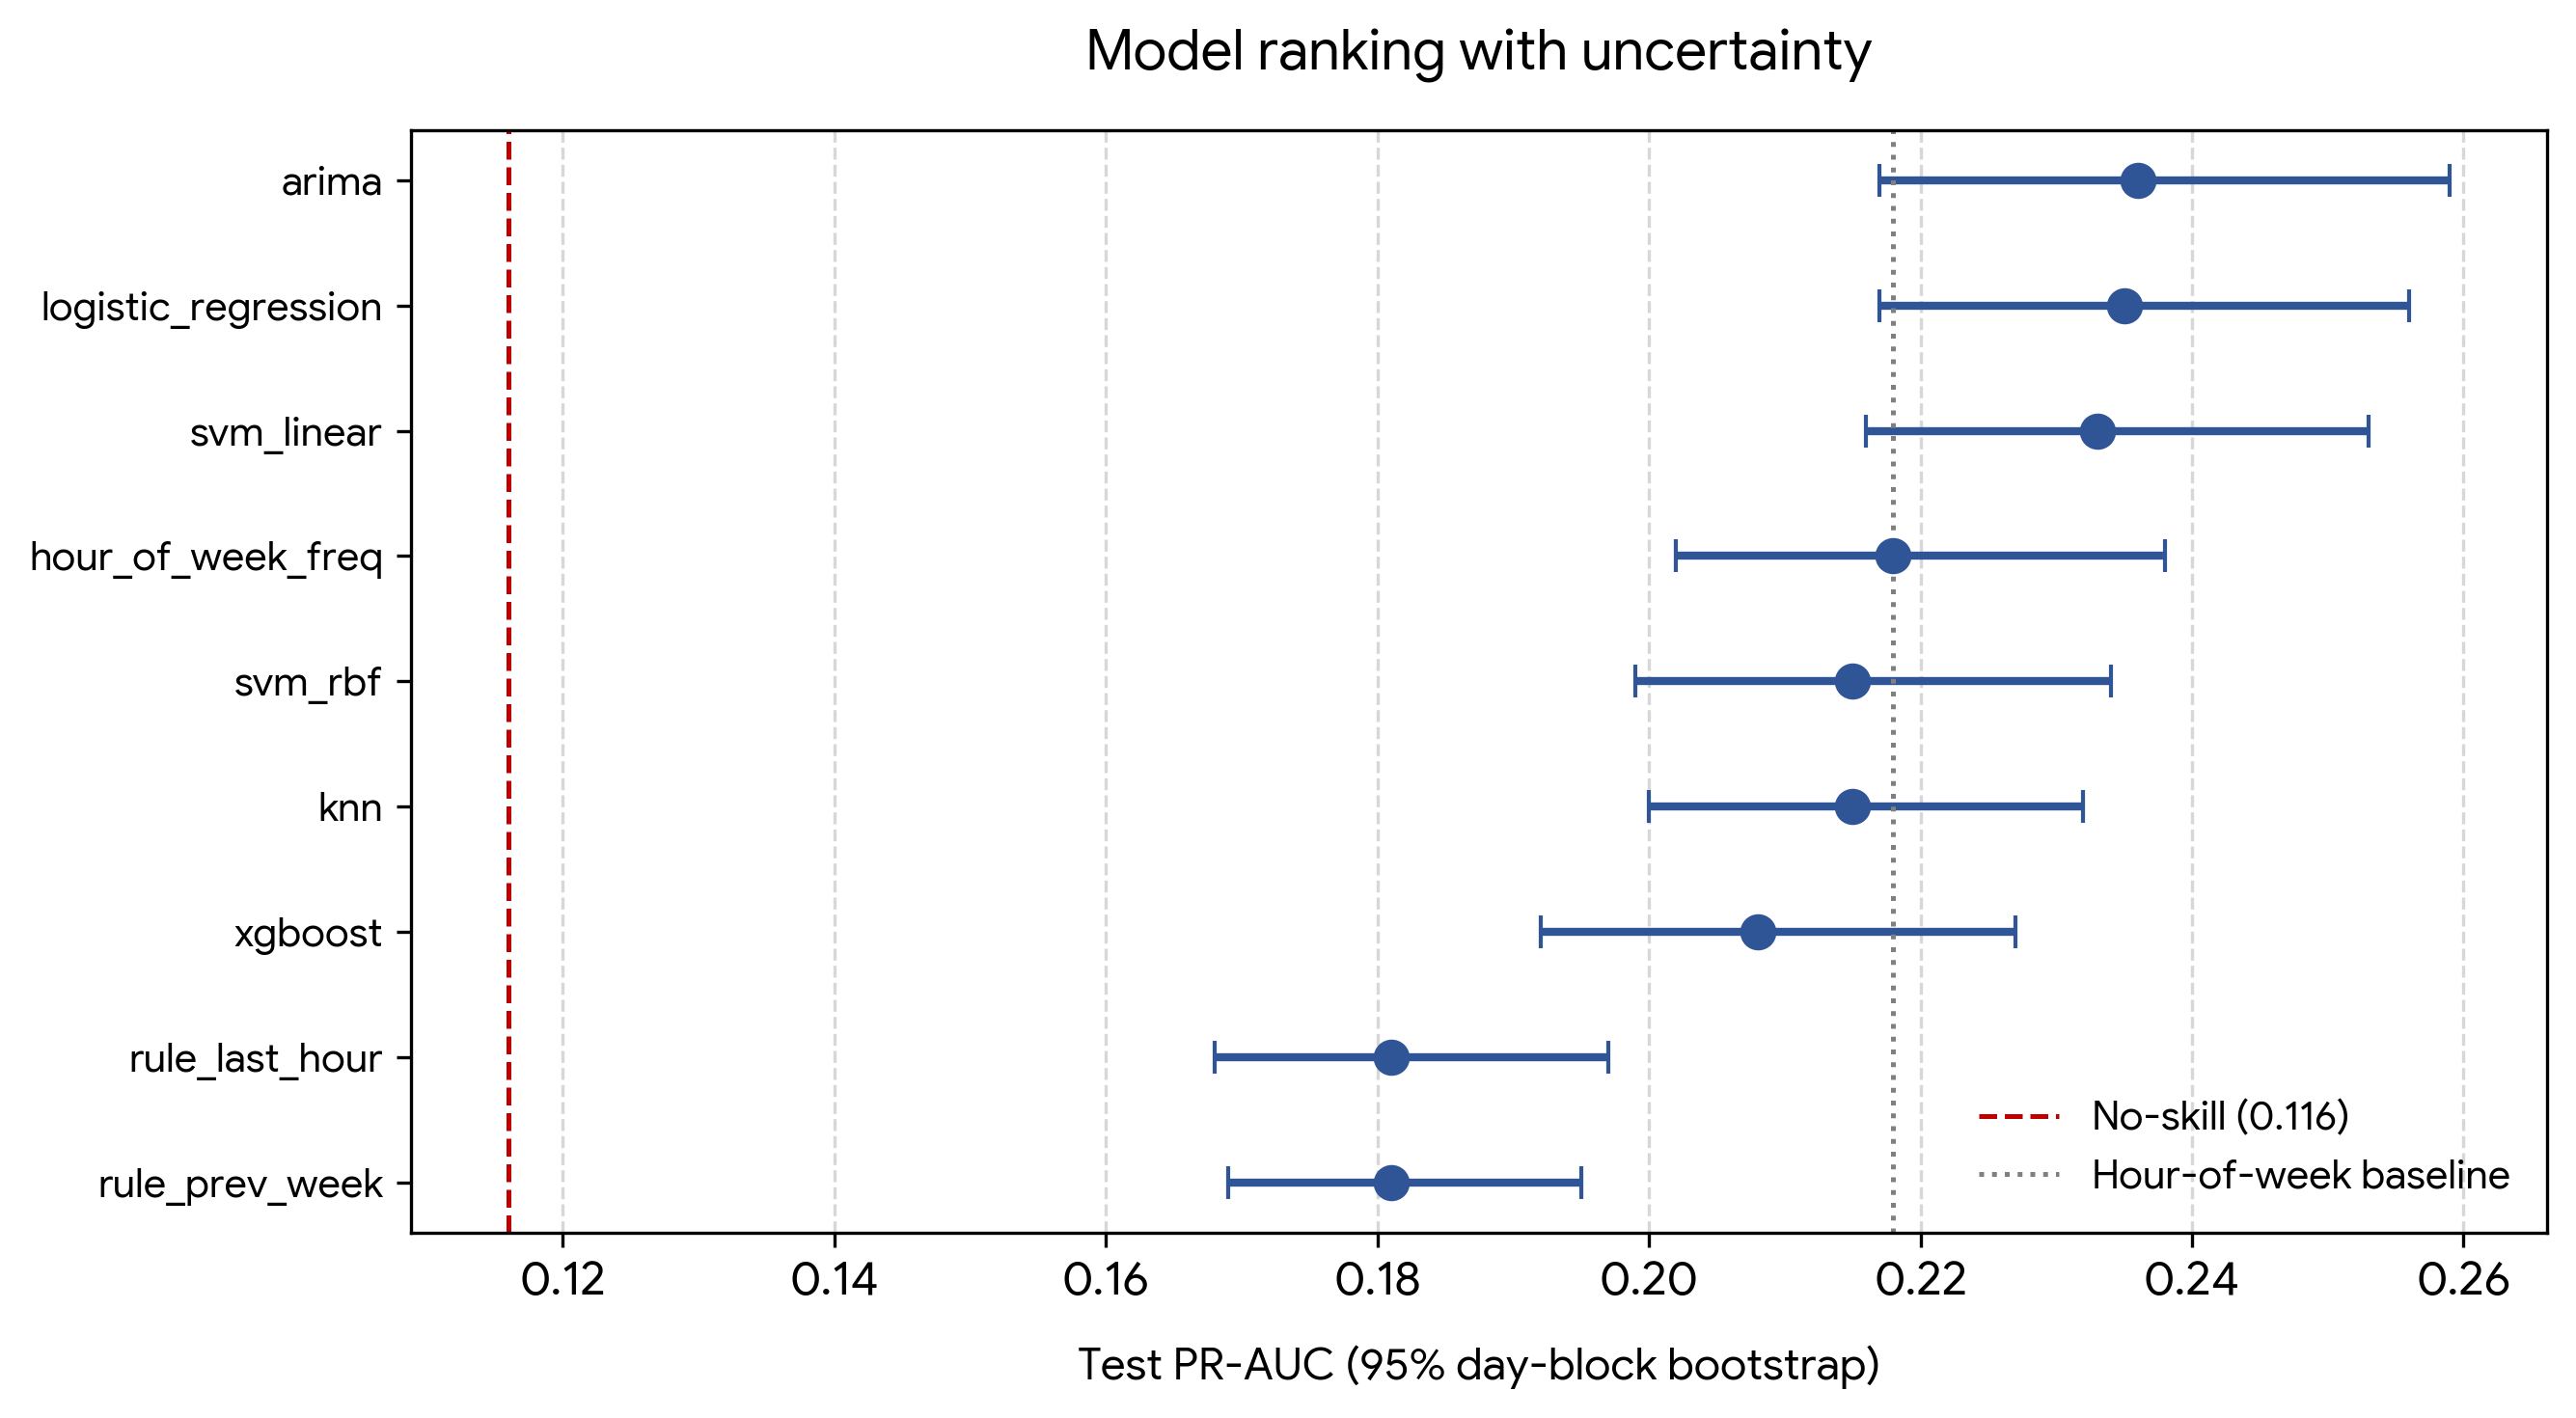 Model ranking with uncertainty
arima
logistic_regression
svm_linear
hour_of_week_freq
svm_rbf
knn
xgboost
rule_last_hour
rule_prev_week
No-skill (0.116)
Hour-of-week baseline
0.12 0.14 0.16 0.18 0.20 0.22 0.24 0.26
Test PR-AUC (95% day-block bootstrap)